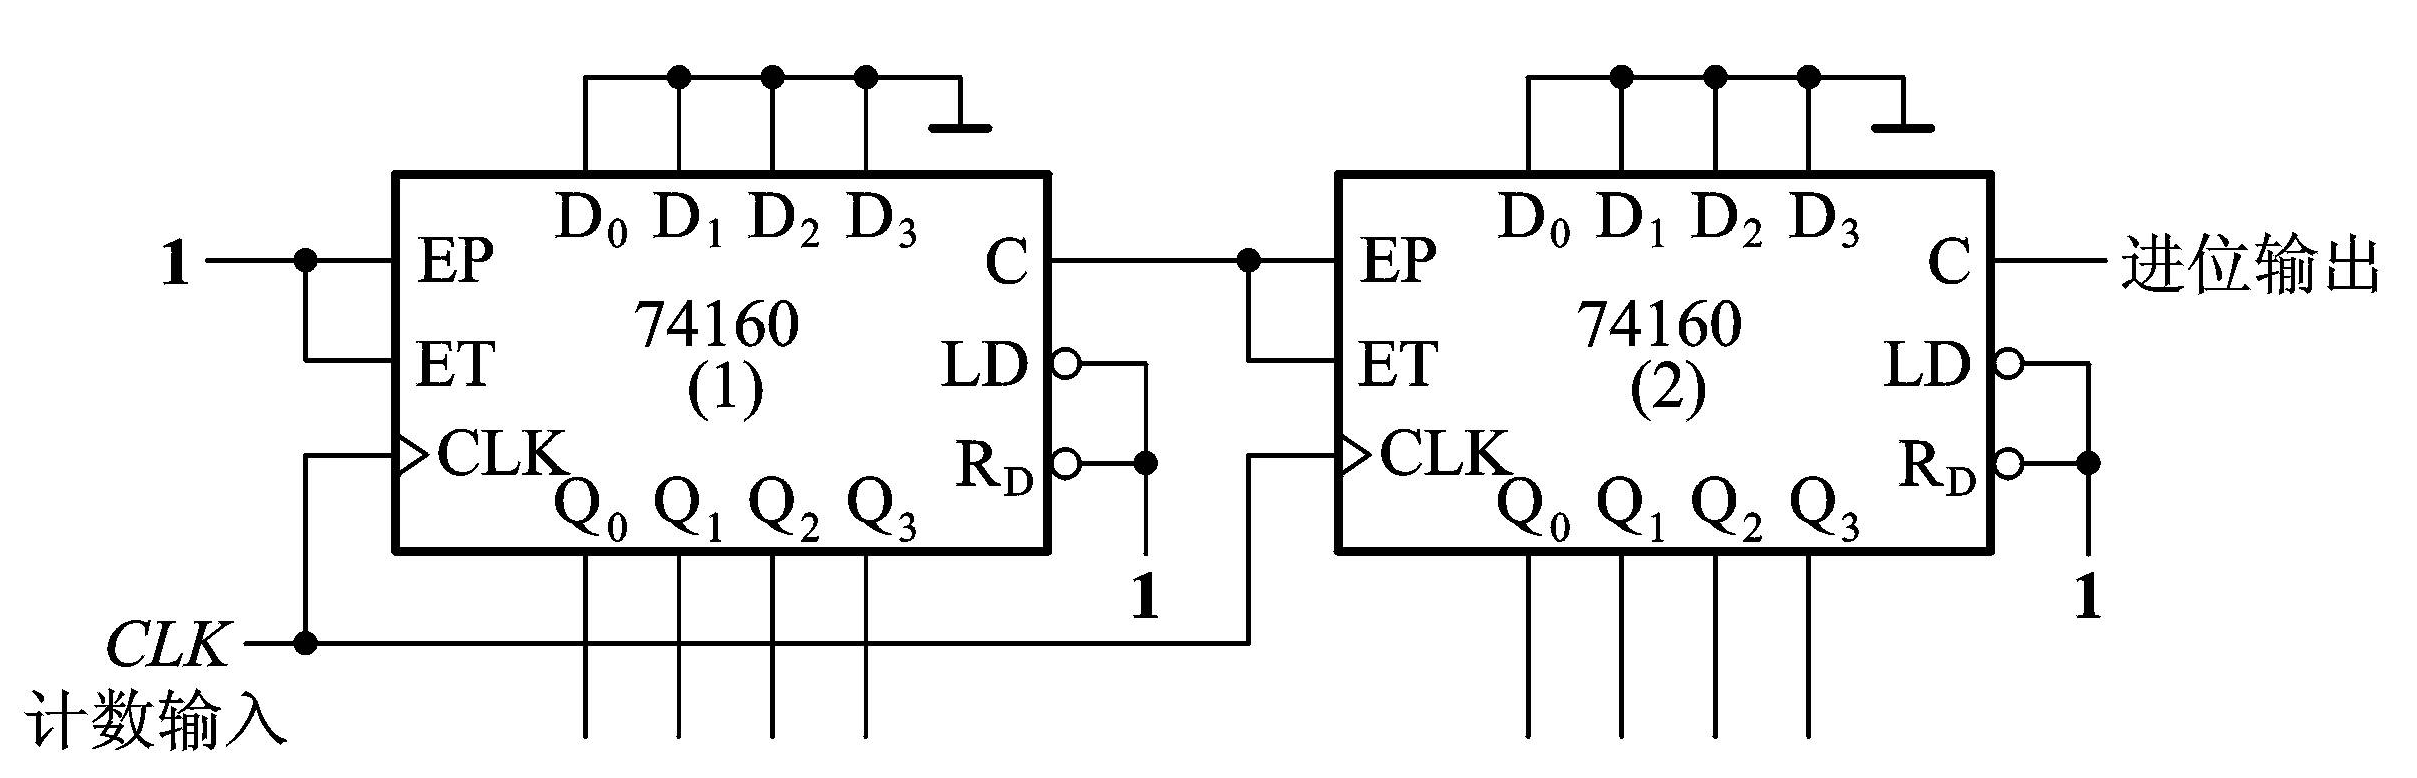 D0 D1 D2 D3
1 EP C
74160
(1)
ET LD
CLK RD
Q0 Q1 Q2 Q3
1
D0 D1 D2 D3
EP C 进位输出
74160
(2)
ET LD
CLK RD
Q0 Q1 Q2 Q3
1
CLK
计数输入